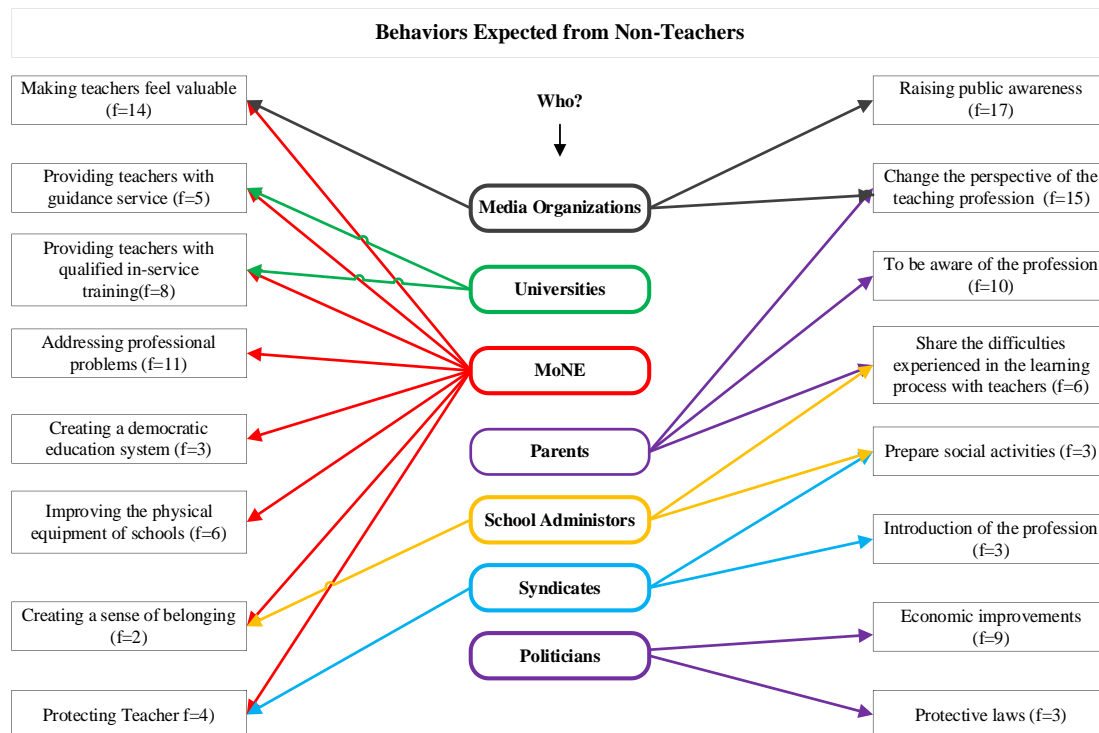 Behaviors Expected from Non-Teachers
Making teachers feel valuable
(f=14)
Providing teachers with
guidance service (f=5)
Providing teachers with
qualified in-service
training(f=8)
Addressing professional
problems (f=11)
Creating a democratic
education system (f=3)
Improving the physical
equipment of schools (f=6)
Creating a sense of belonging
(f=2)
Protecting Teacher f=4)
Who?
Media Organizations
Universities
MoNE
Parents
School Administors
Syndicates
Politicians
Raising public awareness
(f=17)
Change the perspective of the
teaching profession (f=15)
To be aware of the profession
(f=10)
Share the difficulties
experienced in the learning
process with teachers (f=6)
Prepare social activities (f=3)
Introduction of the profession
(f=3)
Economic improvements
(f=9)
Protective laws (f=3)